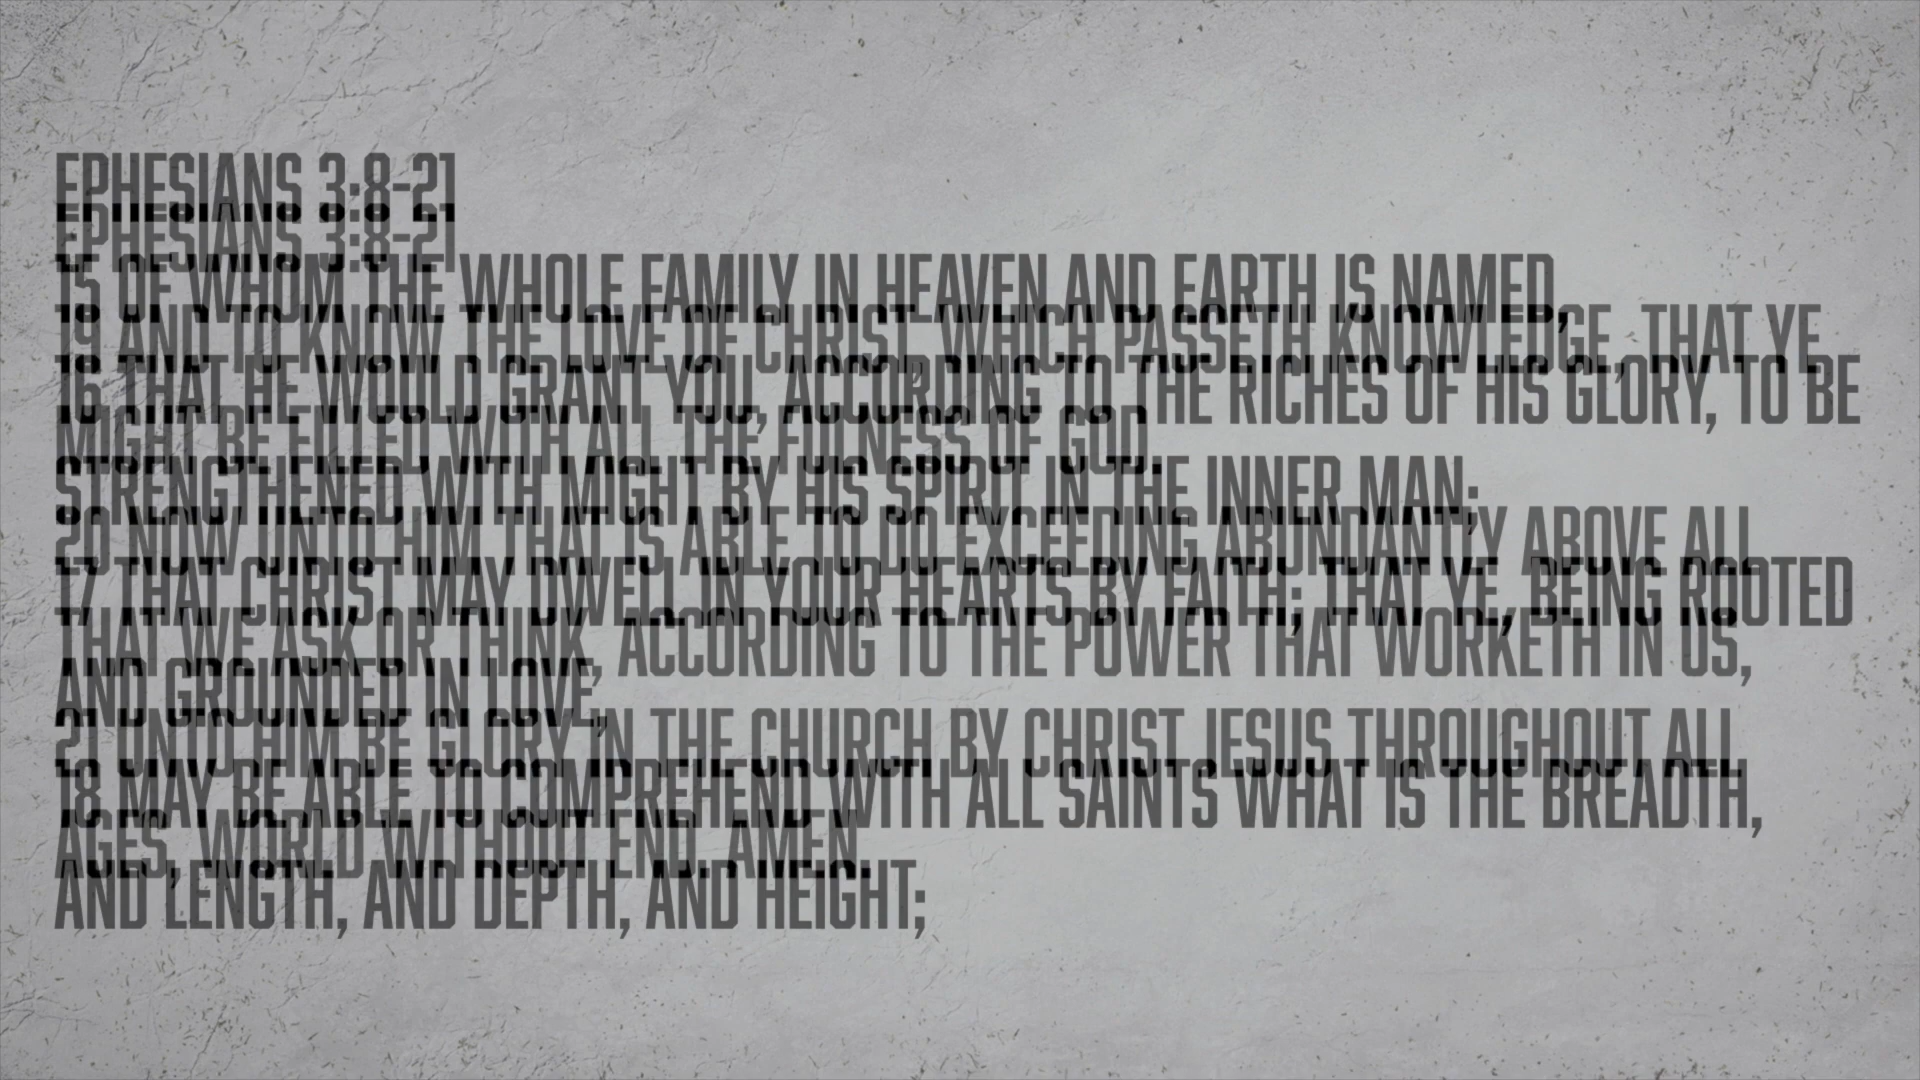 EPHESIANS 3:8-21
EPHESIANS 3:8-21
15 OF WHOM THE WHOLE FAMILY IN HEAVEN AND EARTH IS NAMED,
19 AND TO KNOW THE LOVE OF CHRIST, WHICH PASSETH KNOWLEDGE, THAT YE
16 THAT HE WOULD GRANT YOU, ACCORDING TO THE RICHES OF HIS GLORY, TO BE
MIGHT BE FILLED WITH ALL THE FULNESS OF GOD.
STRENGTHENED WITH MIGHT BY HIS SPIRIT IN THE INNER MAN;
20 NOW UNTO HIM THAT IS ABLE TO DO EXCEEDING ABUNDANTLY ABOVE ALL
17 THAT CHRIST MAY DWELL IN YOUR HEARTS BY FAITH; THAT YE, BEING ROOTED
THAT WE ASK OR THINK, ACCORDING TO THE POWER THAT WORKETH IN US,
AND GROUNDED IN LOVE,
21 UNTO HIM BE GLORY IN THE CHURCH BY CHRIST JESUS THROUGHOUT ALL
18 MAY BE ABLE TO COMPREHEND WITH ALL SAINTS WHAT IS THE BREADTH,
AGES, WORLD WITHOUT END. AMEN.
AND LENGTH, AND DEPTH, AND HEIGHT;